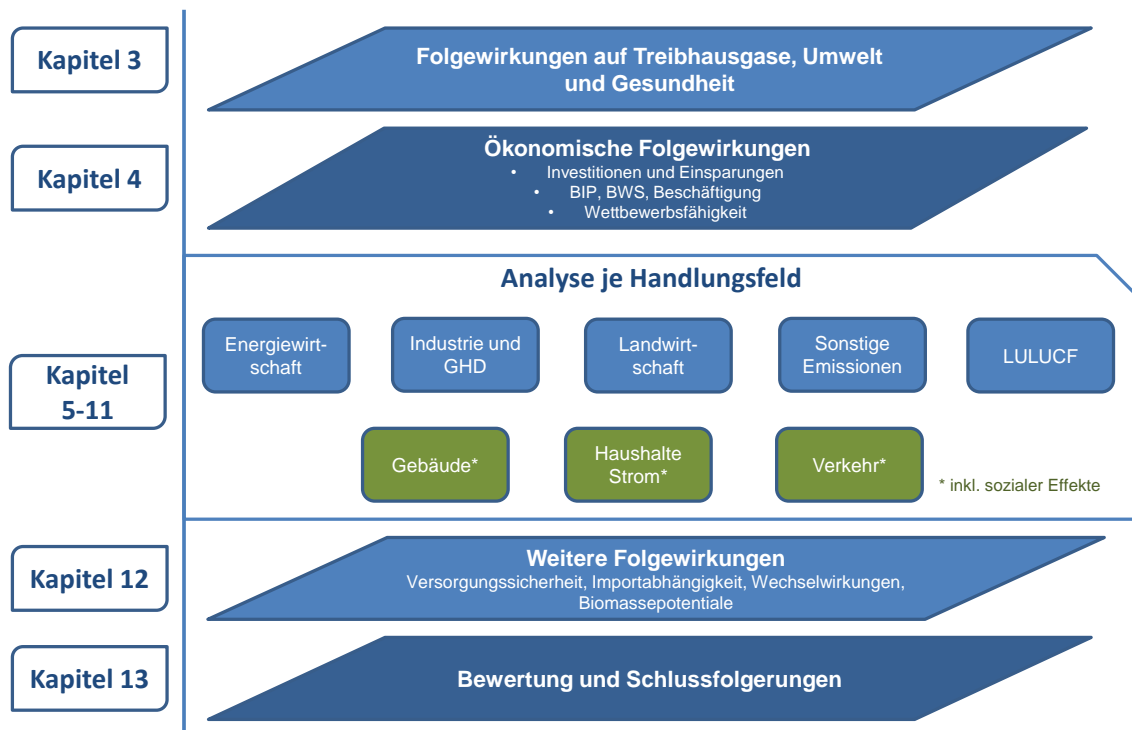 Kapitel 3
Folgewirkungen auf Treibhausgase, Umwelt
und Gesundheit
Kapitel 4
Ökonomische Folgewirkungen
• Investitionen und Einsparungen
• BIP, BWS, Beschäftigung
• Wettbewerbsfähigkeit
Kapitel
5-11
Analyse je Handlungsfeld
Energiewirt-
schaft
Industrie und
GHD
Landwirt-
schaft
Sonstige
Emissionen
LULUCF
Gebäude*
Haushalte
Strom*
Verkehr*
* inkl. sozialer Effekte
Kapitel 12
Weitere Folgewirkungen
Versorgungssicherheit, Importabhängigkeit, Wechselwirkungen,
Biomassepotentiale
Kapitel 13
Bewertung und Schlussfolgerungen